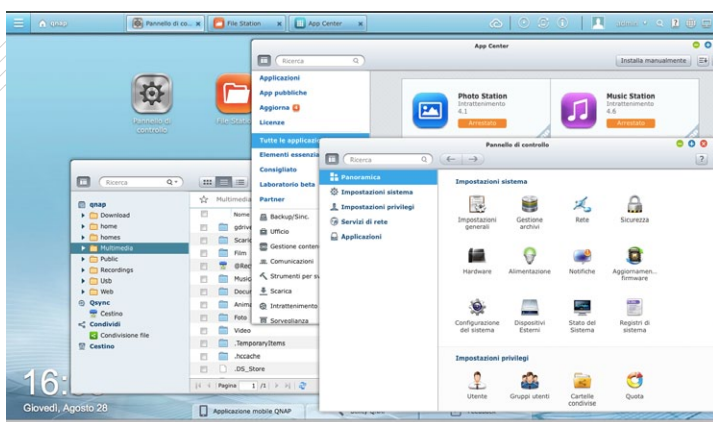 qnap
Pannello di co...
File Station
App Center
admin
Pannello di
controllo
File Station
App Center
Ricerca
Installa manualmente
Applicazioni
App pubbliche
Aggiorna
Licenze
Tutte le applicazio
Elementi essenzia
Consigliato
Laboratorio beta
Partner
Backup/Sinc.
Ufficio
Gestione conten
Comunicazioni
Strumenti per sv
Scarica
Intrattenimento
Sorveglianza
Photo Station
Intrattenimento
4.1
Arrestato
Music Station
Intrattenimento
4.6
Arrestato
Ricerca
qnap
Download
home
homes
Multimedia
Public
Recordings
Usb
Web
Qsync
Cestino
Condividi
Condivisione file
Cestino
Multimedia
Nome
gdrive
Scaric
Film
@Rec
Music
Docum
Anima
Foto
Video
.TemporaryItems
.hccache
.DS_Store
Pagina 1 /1
Pannello di controllo
Ricerca
Panoramica
Impostazioni sistema
Impostazioni privilegi
Servizi di rete
Applicazioni
Impostazioni sistema
Impostazioni
generali
Gestione
archivi
Rete
Sicurezza
Hardware
Alimentazione
Notifiche
Aggiornamen...
firmware
Configurazione
del sistema
Dispositivi
Esterni
Stato del
Sistema
Registri di
sistema
Impostazioni privilegi
Utente
Gruppi utenti
Cartelle
condivise
Quota
16:
Giovedì, Agosto 28
Applicazione mobile QNAP